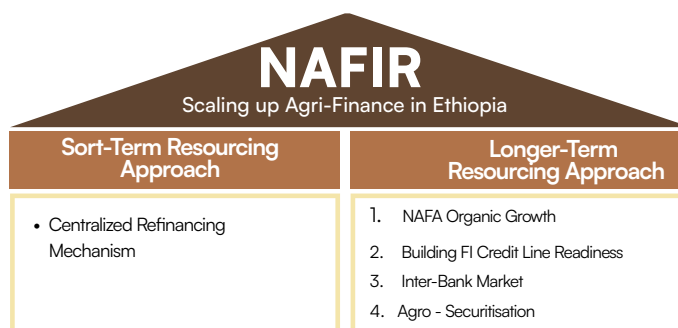 NAFIR
Scaling up Agri-Finance in Ethiopia
Sort-Term Resourcing
Approach
• Centralized Refinancing
Mechanism
Longer-Term
Resourcing Approach
1. NAFA Organic Growth
2. Building FI Credit Line Readiness
3. Inter-Bank Market
4. Agro - Securitisation